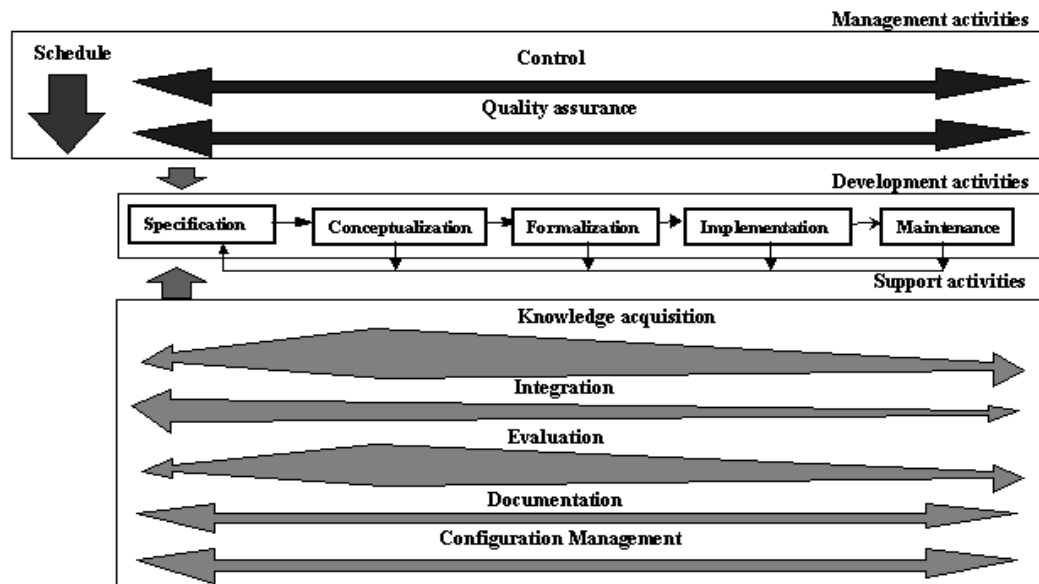 Management activities
Schedule
Control
Quality assurance
Development activities
Specification
Conceptualization
Formalization
Implementation
Maintenance
Support activities
Knowledge acquisition
Integration
Evaluation
Documentation
Configuration Management